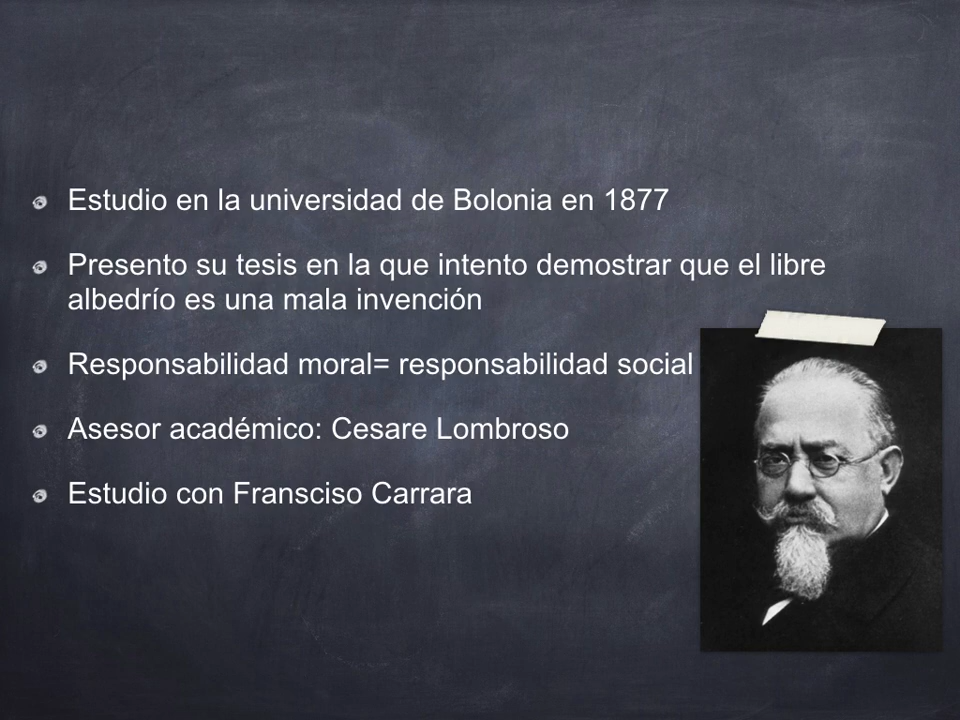 Estudio en la universidad de Bolonia en 1877
Presento su tesis en la que intento demostrar que el libre
albedrío es una mala invención
Responsabilidad moral= responsabilidad social
Asesor académico: Cesare Lombroso
Estudio con Fransciso Carrara